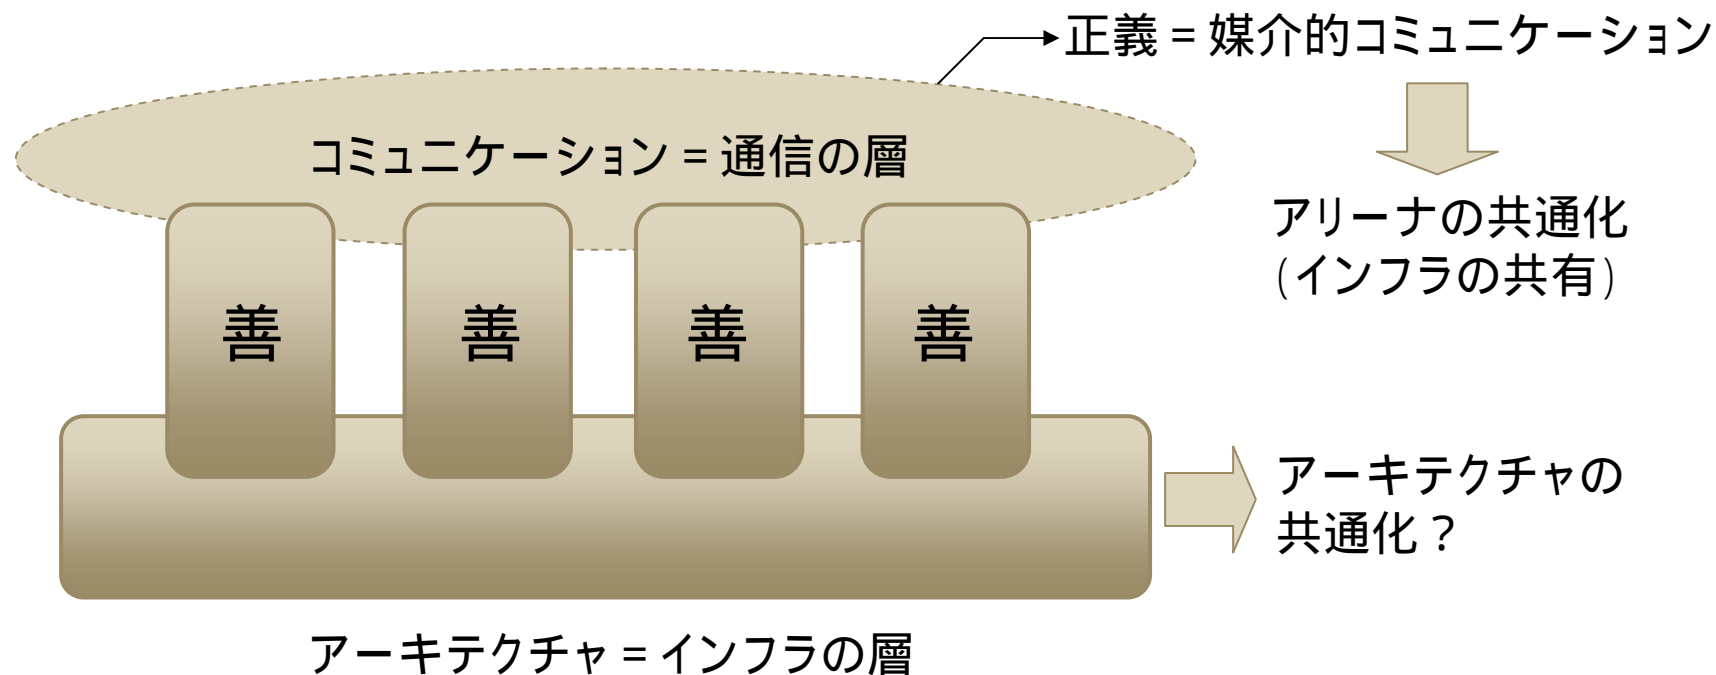 正義＝媒介的コミュニケーション
コミュニケーション＝通信の層
アリーナの共通化
（インフラの共有）
善 善 善 善
アーキテクチャの
共通化？
アーキテクチャ＝インフラの層